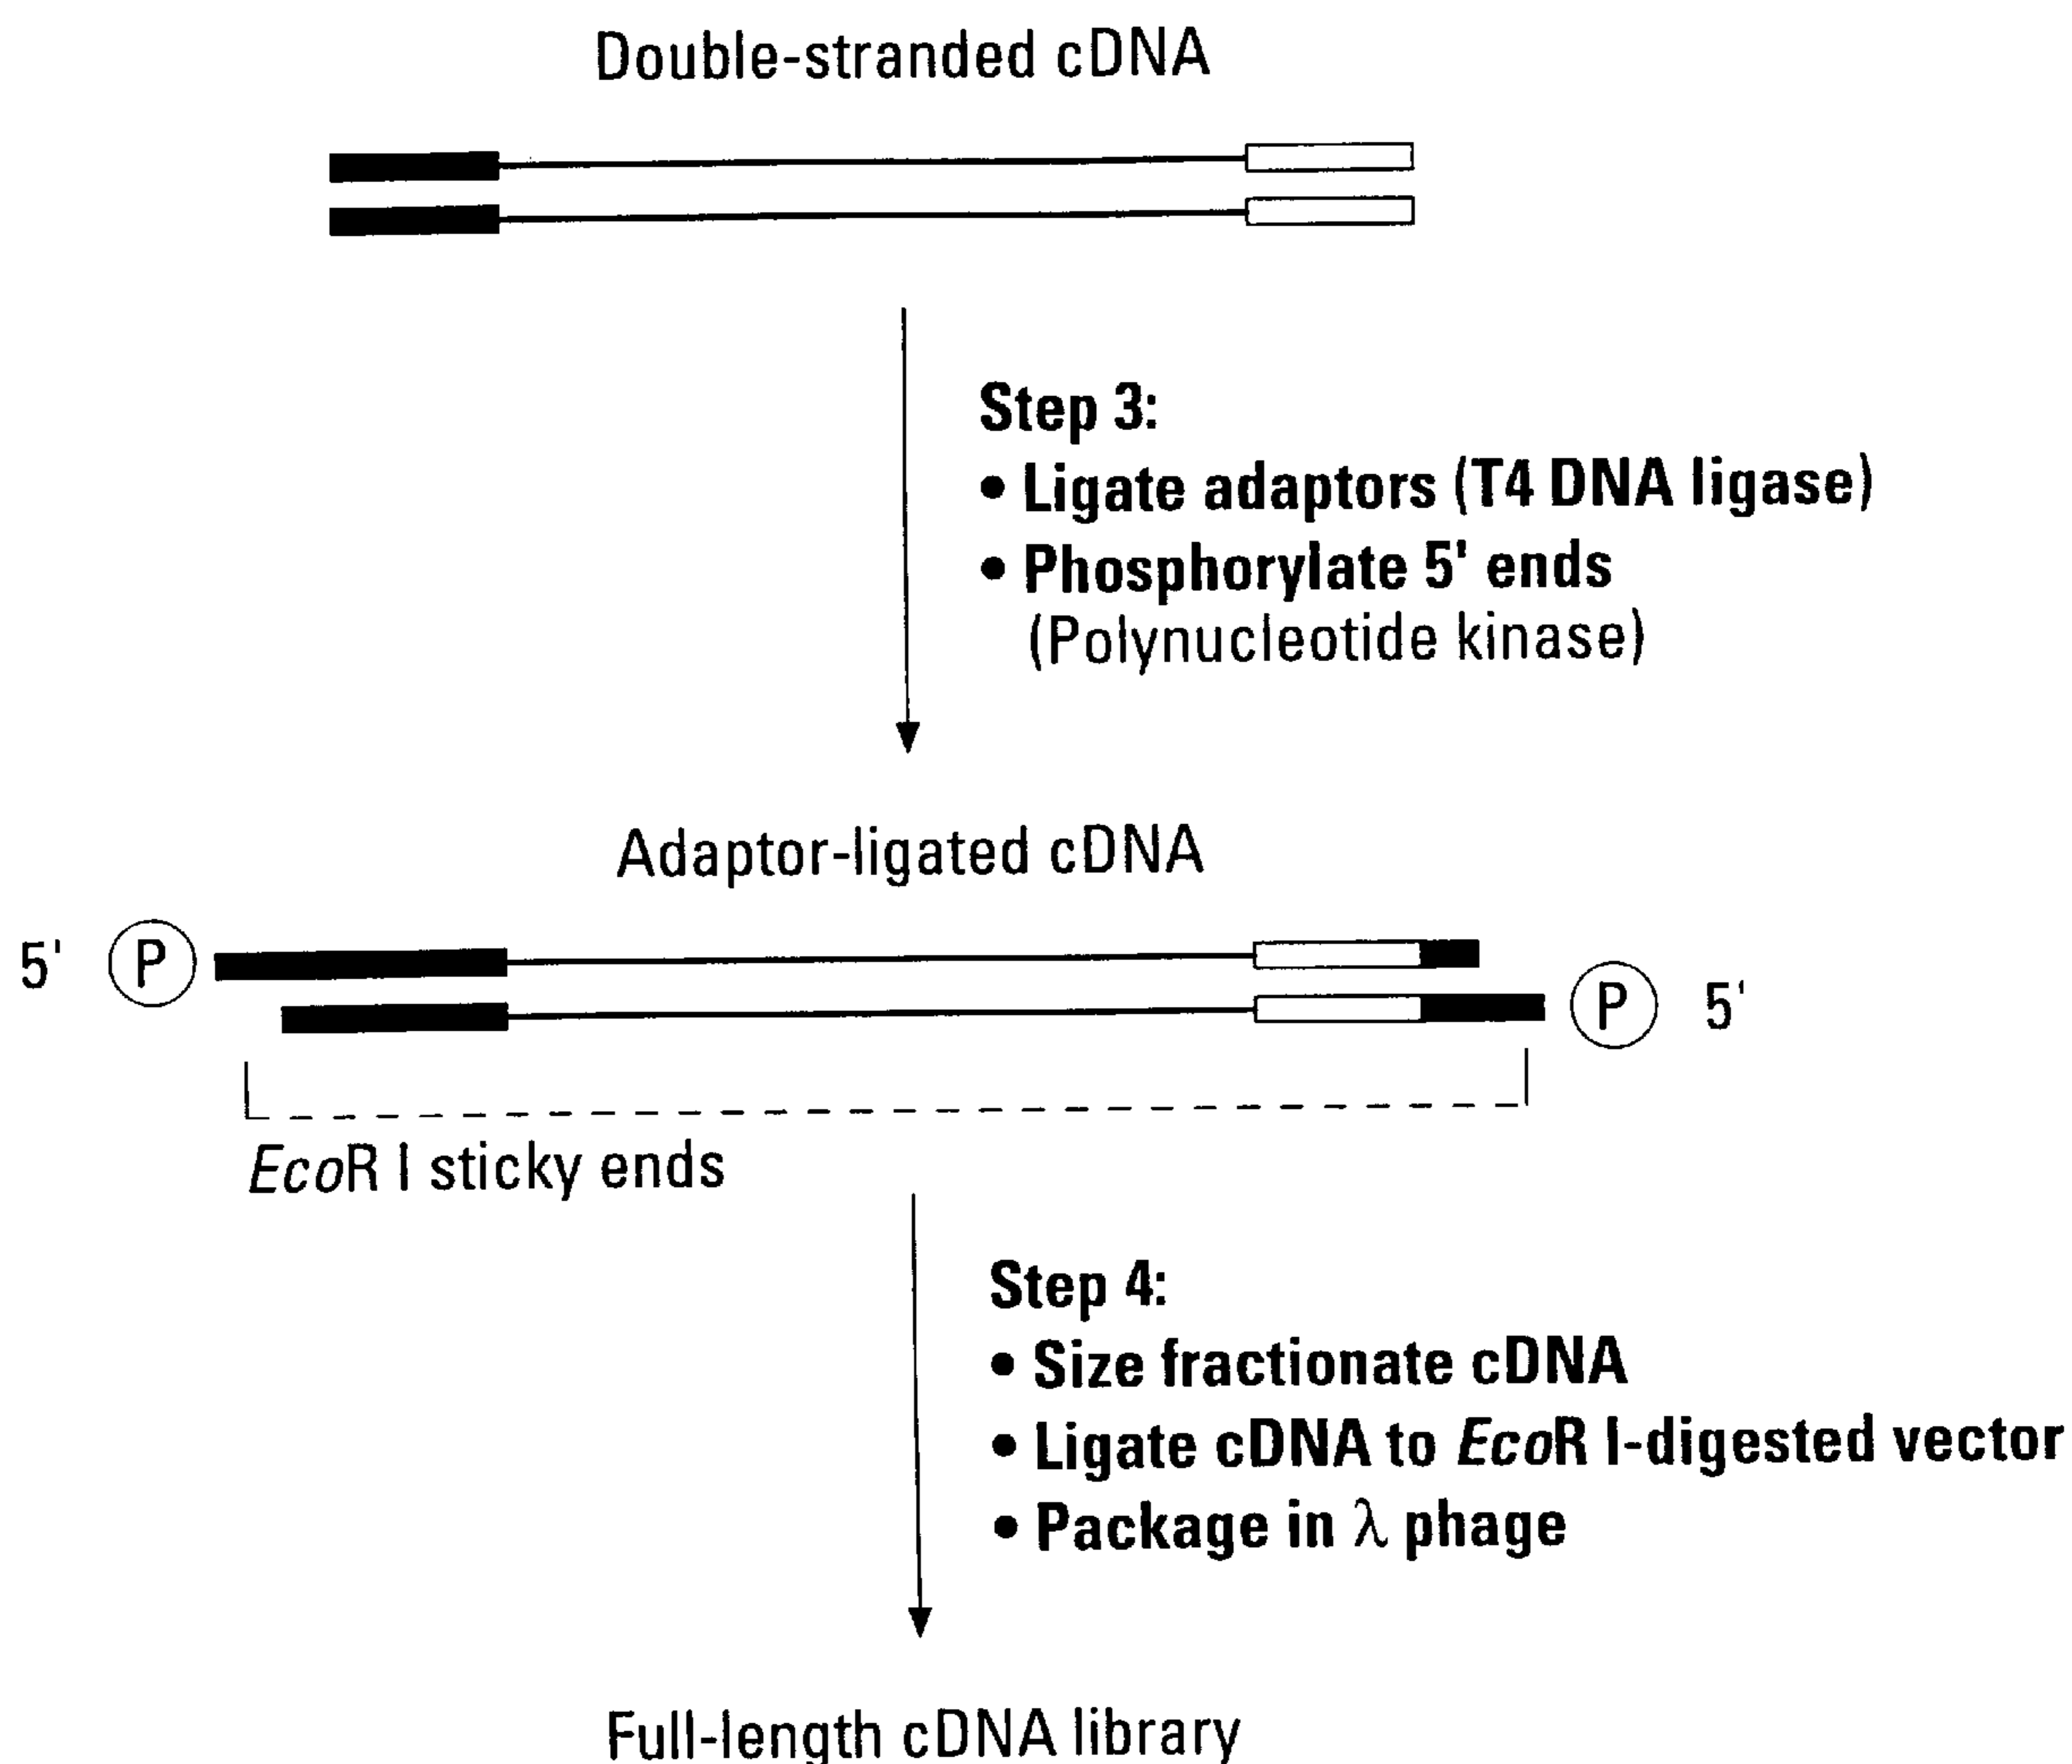 Double-stranded cDNA
Step 3:
• Ligate adaptors (T4 DNA ligase)
• Phosphorylate 5' ends
(Polynucleotide kinase)
Adaptor-ligated cDNA
5' P
P 5'
EcoR I sticky ends
Step 4:
• Size fractionate cDNA
• Ligate cDNA to EcoR I-digested vector
• Package in λ phage
Full-length cDNA library